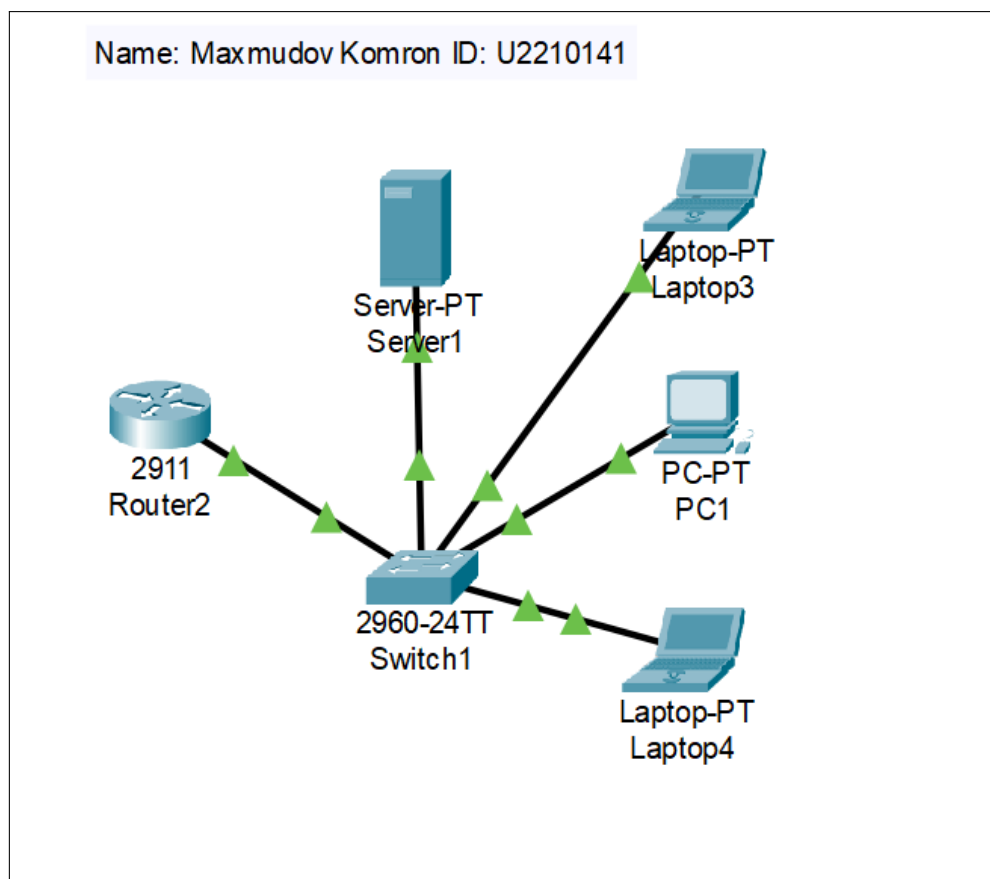 Name: Maxmudov Komron ID: U2210141
Server-PT
Server1
Laptop-PT
Laptop3
2911
Router2
PC-PT
PC1
2960-24TT
Switch1
Laptop-PT
Laptop4